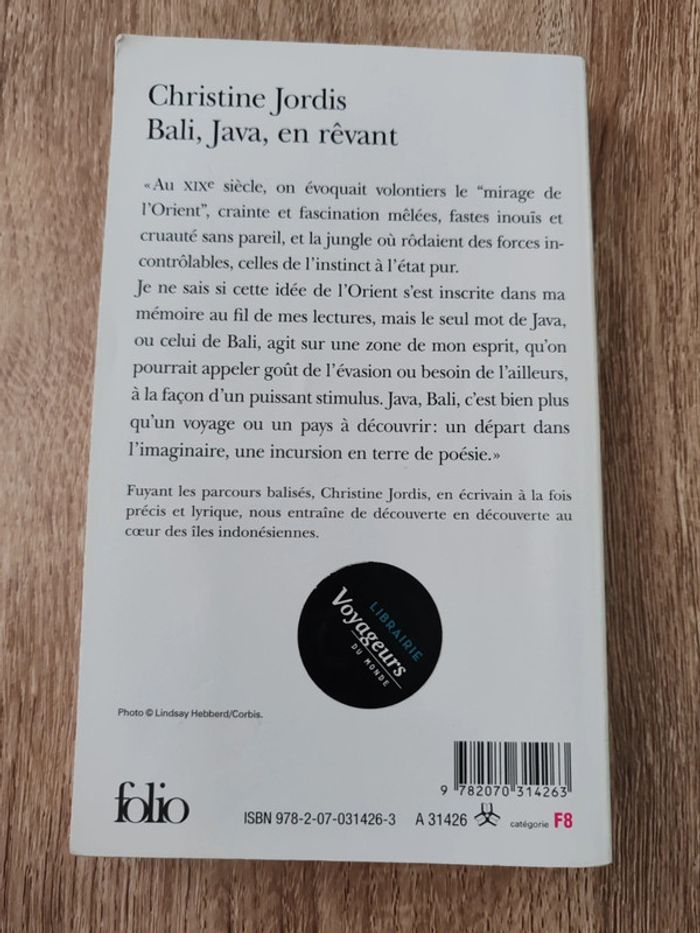 Christine Jordis
Bali, Java, en rêvant
« Au XIXe siècle, on évoquait volontiers le “mirage de
l’Orient”, crainte et fascination mêlées, fastes inouïs et
cruauté sans pareil, et la jungle où rôdaient des forces in-
contrôlables, celles de l’instinct à l’état pur.
Je ne sais si cette idée de l’Orient s’est inscrite dans ma
mémoire au fil de mes lectures, mais le seul mot de Java,
ou celui de Bali, agit sur une zone de mon esprit, qu’on
pourrait appeler goût de l’évasion ou besoin de l’ailleurs,
à la façon d’un puissant stimulus. Java, Bali, c’est bien plus
qu’un voyage ou un pays à découvrir : un départ dans
l’imaginaire, une incursion en terre de poésie. »
Fuyant les parcours balisés, Christine Jordis, en écrivain à la fois
précis et lyrique, nous entraîne de découverte en découverte au
cœur des îles indonésiennes.
LIBRAIRIE
Voyageurs
DU MONDE
Photo © Lindsay Hebberd/Corbis.
9 782070 314263
folio
ISBN 978-2-07-031426-3 A 31426 catégorie F8